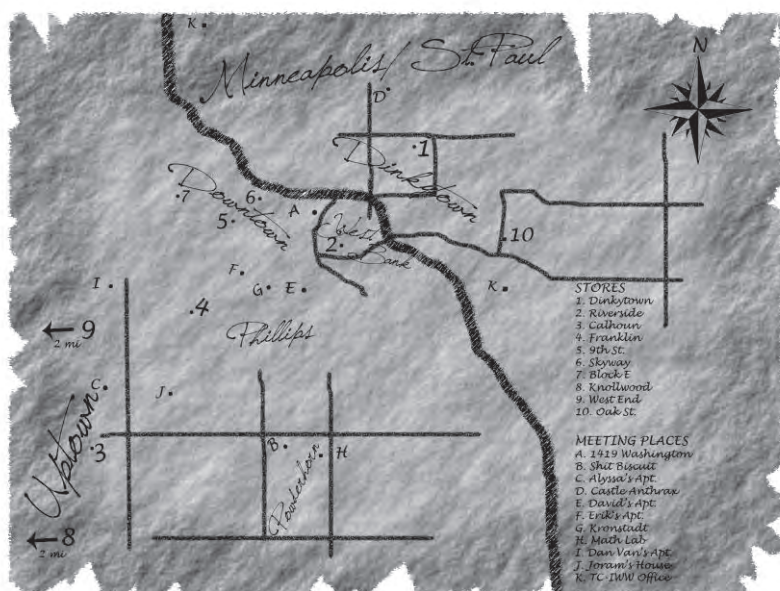 K
Minneapolis/ St. Paul
N
D
Dinkytown
1
Downtown
7
6
5
A
West
Bank
2
10
F
G
E
K
I
4
9
2 mi
Phillips
C
J
Uptown
3
B
H
Powderhorn
8
2 mi
STORES
1. Dinkytown
2. Riverside
3. Calhoun
4. Franklin
5. 9th St.
6. Skyway
7. Block E
8. Knollwood
9. West End
10. Oak St.
MEETING PLACES
A. 1419 Washington
B. Shit Biscuit
C. Alyssa's Apt.
D. Castle Anthrax
E. David's Apt.
F. Erik's Apt.
G. Kronstadt
H. Math Lab
I. Dan Van's Apt.
J. Joram's House
K. TC-IWW Office